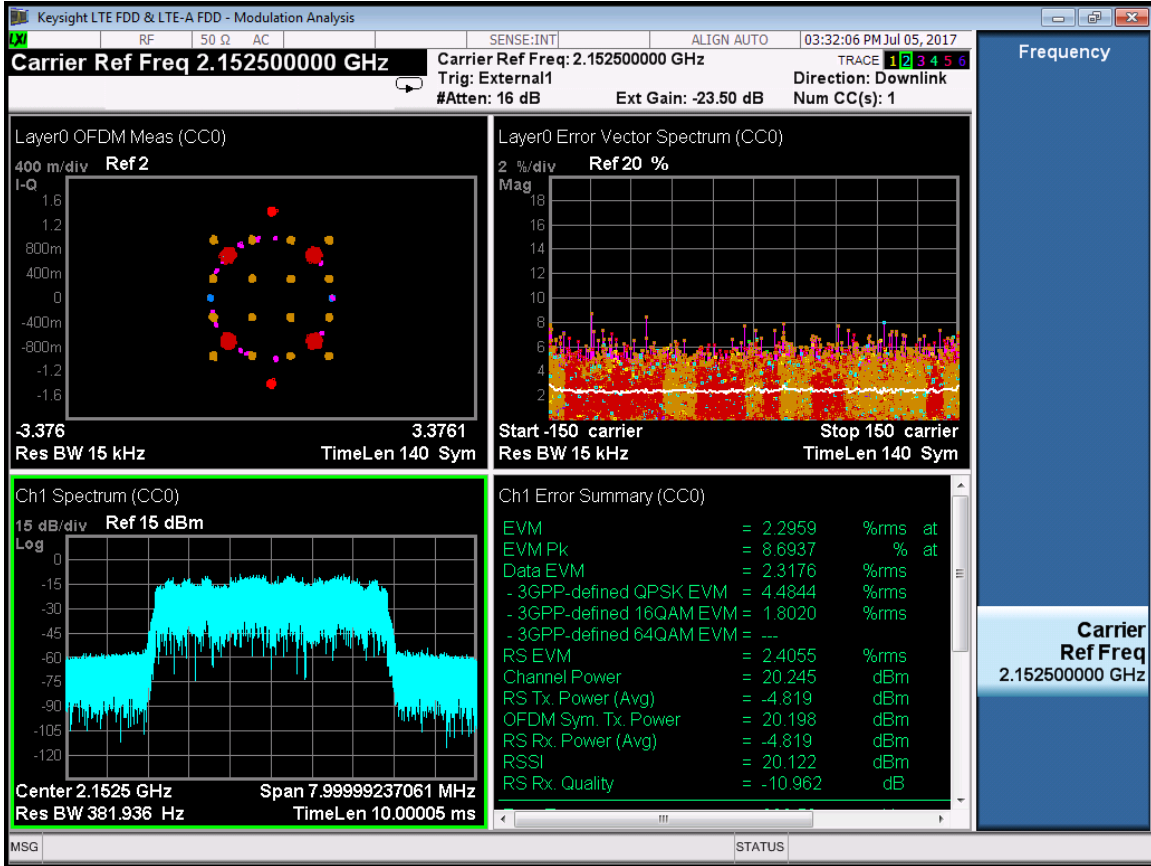 Keysight LTE FDD & LTE-A FDD - Modulation Analysis
LXI RF 50 Ω AC SENSE:INT ALIGN AUTO 03:32:06 PM Jul 05, 2017
Carrier Ref Freq 2.152500000 GHz
Carrier Ref Freq: 2.152500000 GHz
Trig: External1
#Atten: 16 dB Ext Gain: -23.50 dB
TRACE 1 2 3 4 5 6
Direction: Downlink
Num CC(s): 1
Frequency
Layer0 OFDM Meas (CC0)
400 m/div Ref 2
I-Q
1.6
1.2
800m
400m
0
-400m
-800m
-1.2
-1.6
-3.376 3.3761
Res BW 15 kHz TimeLen 140 Sym
Layer0 Error Vector Spectrum (CC0)
2 %/div Ref 20 %
Mag
18
16
14
12
10
8
6
4
2
Start -150 carrier Stop 150 carrier
Res BW 15 kHz TimeLen 140 Sym
Ch1 Spectrum (CC0)
15 dB/div Ref 15 dBm
Log
0
-15
-30
-45
-60
-75
-90
-105
-120
Center 2.1525 GHz Span 7.99999237061 MHz
Res BW 381.936 Hz TimeLen 10.00005 ms
Ch1 Error Summary (CC0)
EVM = 2.2959 %rms at
EVM Pk = 8.6937 % at
Data EVM = 2.3176 %rms
- 3GPP-defined QPSK EVM = 4.4844 %rms
- 3GPP-defined 16QAM EVM = 1.8020 %rms
- 3GPP-defined 64QAM EVM = ---
RS EVM = 2.4055 %rms
Channel Power = 20.245 dBm
RS Tx. Power (Avg) = -4.819 dBm
OFDM Sym. Tx. Power = 20.198 dBm
RS Rx. Power (Avg) = -4.819 dBm
RSSI = 20.122 dBm
RS Rx. Quality = -10.962 dB
Carrier
Ref Freq
2.152500000 GHz
MSG STATUS